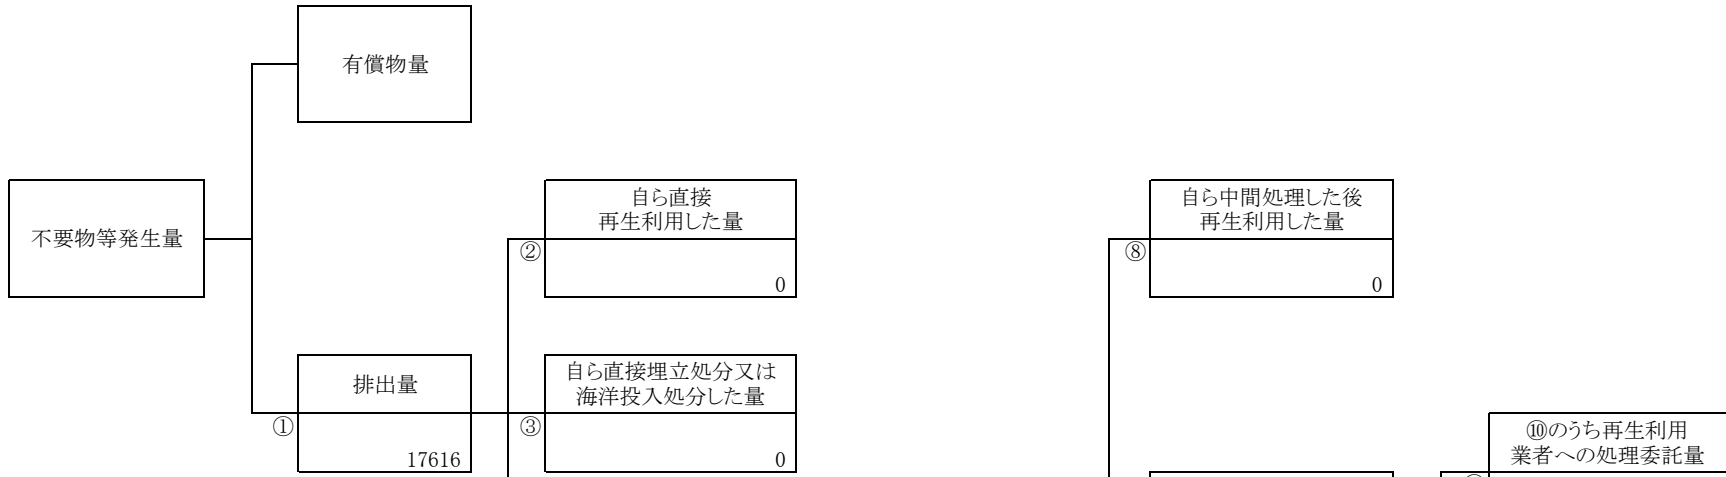 有償物量
不要物等発生量
自ら直接
再生利用した量
②
0
自ら中間処理した後
再生利用した量
⑧
0
排出量
①
17616
自ら直接埋立処分又は
海洋投入処分した量
③
0
⑩のうち再生利用
業者への処理委託量